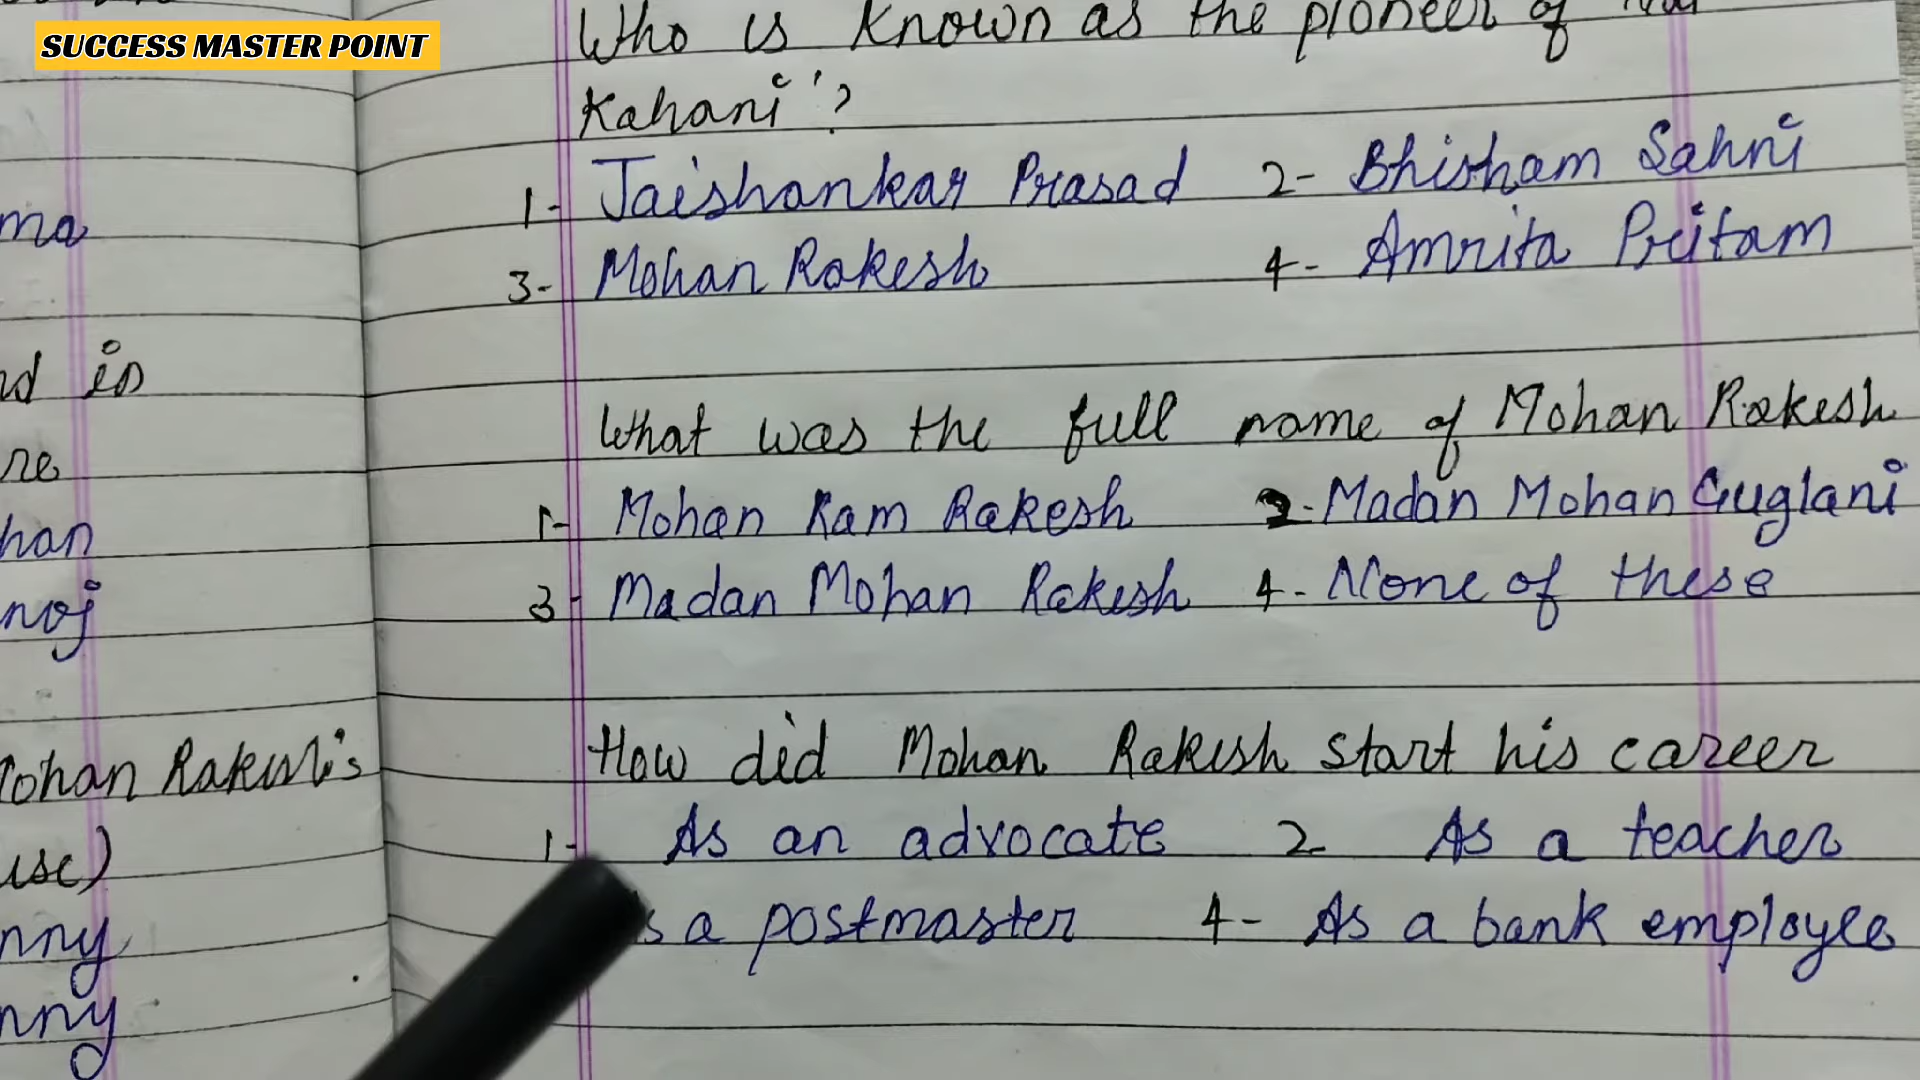 SUCCESS MASTER POINT
Who is known as the pioneer of
Kahani'?
1- Jaishankar Prasad 2- Bhisham Sahni
3- Mohan Rakesh 4- Amrita Pritam
What was the full name of Mohan Rakesh
1- Mohan Ram Rakesh 2- Madan Mohan Guglani
3- Madan Mohan Rakesh 4- None of these
How did Mohan Rakesh start his career
1- As an advocate 2- As a teacher
s a postmaster 4- As a bank employee
ma
d is
re
han
noj
ohan Rakesh's
use)
nny
nny